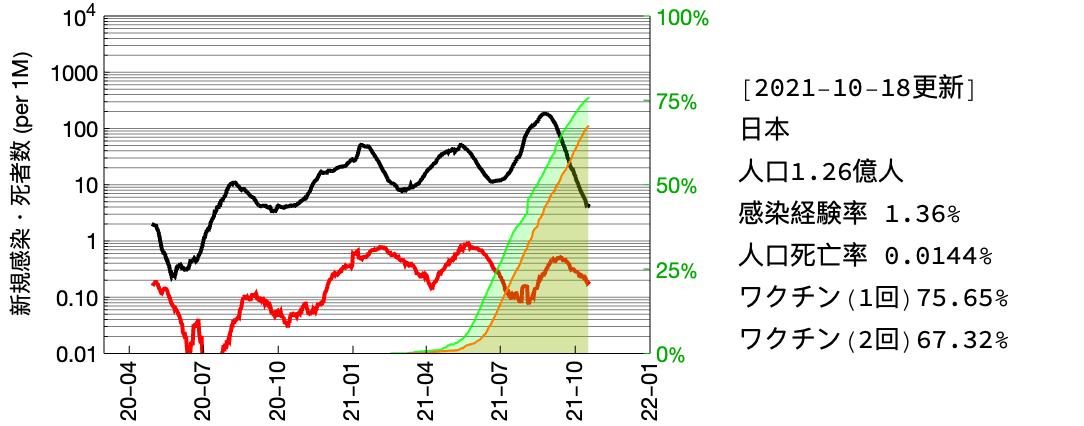 新規感染・死者数 (per 1M)
10^4
1000
100
10
1
0.10
0.01
100%
75%
50%
25%
0%
20-04
20-07
20-10
21-01
21-04
21-07
21-10
22-01
[2021-10-18更新]
日本
人口1.26億人
感染経験率 1.36%
人口死亡率 0.0144%
ワクチン(1回)75.65%
ワクチン(2回)67.32%